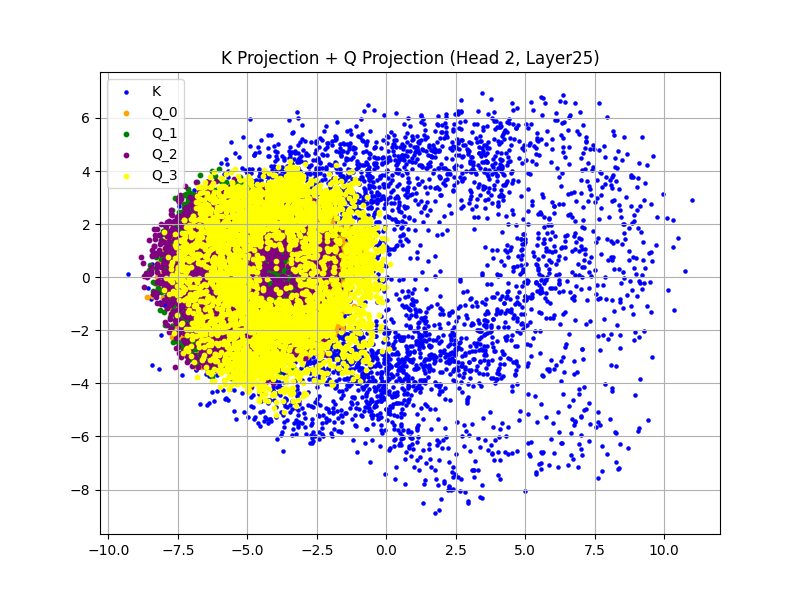 K Projection + Q Projection (Head 2, Layer25)
K
Q_0
Q_1
Q_2
Q_3
6
4
2
0
−2
−4
−6
−8
−10.0 −7.5 −5.0 −2.5 0.0 2.5 5.0 7.5 10.0